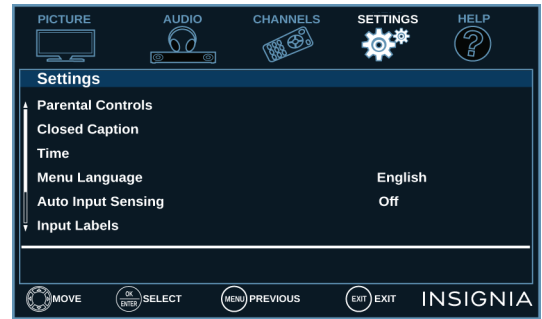 PICTURE AUDIO CHANNELS SETTINGS HELP
Settings
Parental Controls
Closed Caption
Time
Menu Language English
Auto Input Sensing Off
Input Labels
MOVE OK ENTER SELECT MENU PREVIOUS EXIT EXIT INSIGNIA